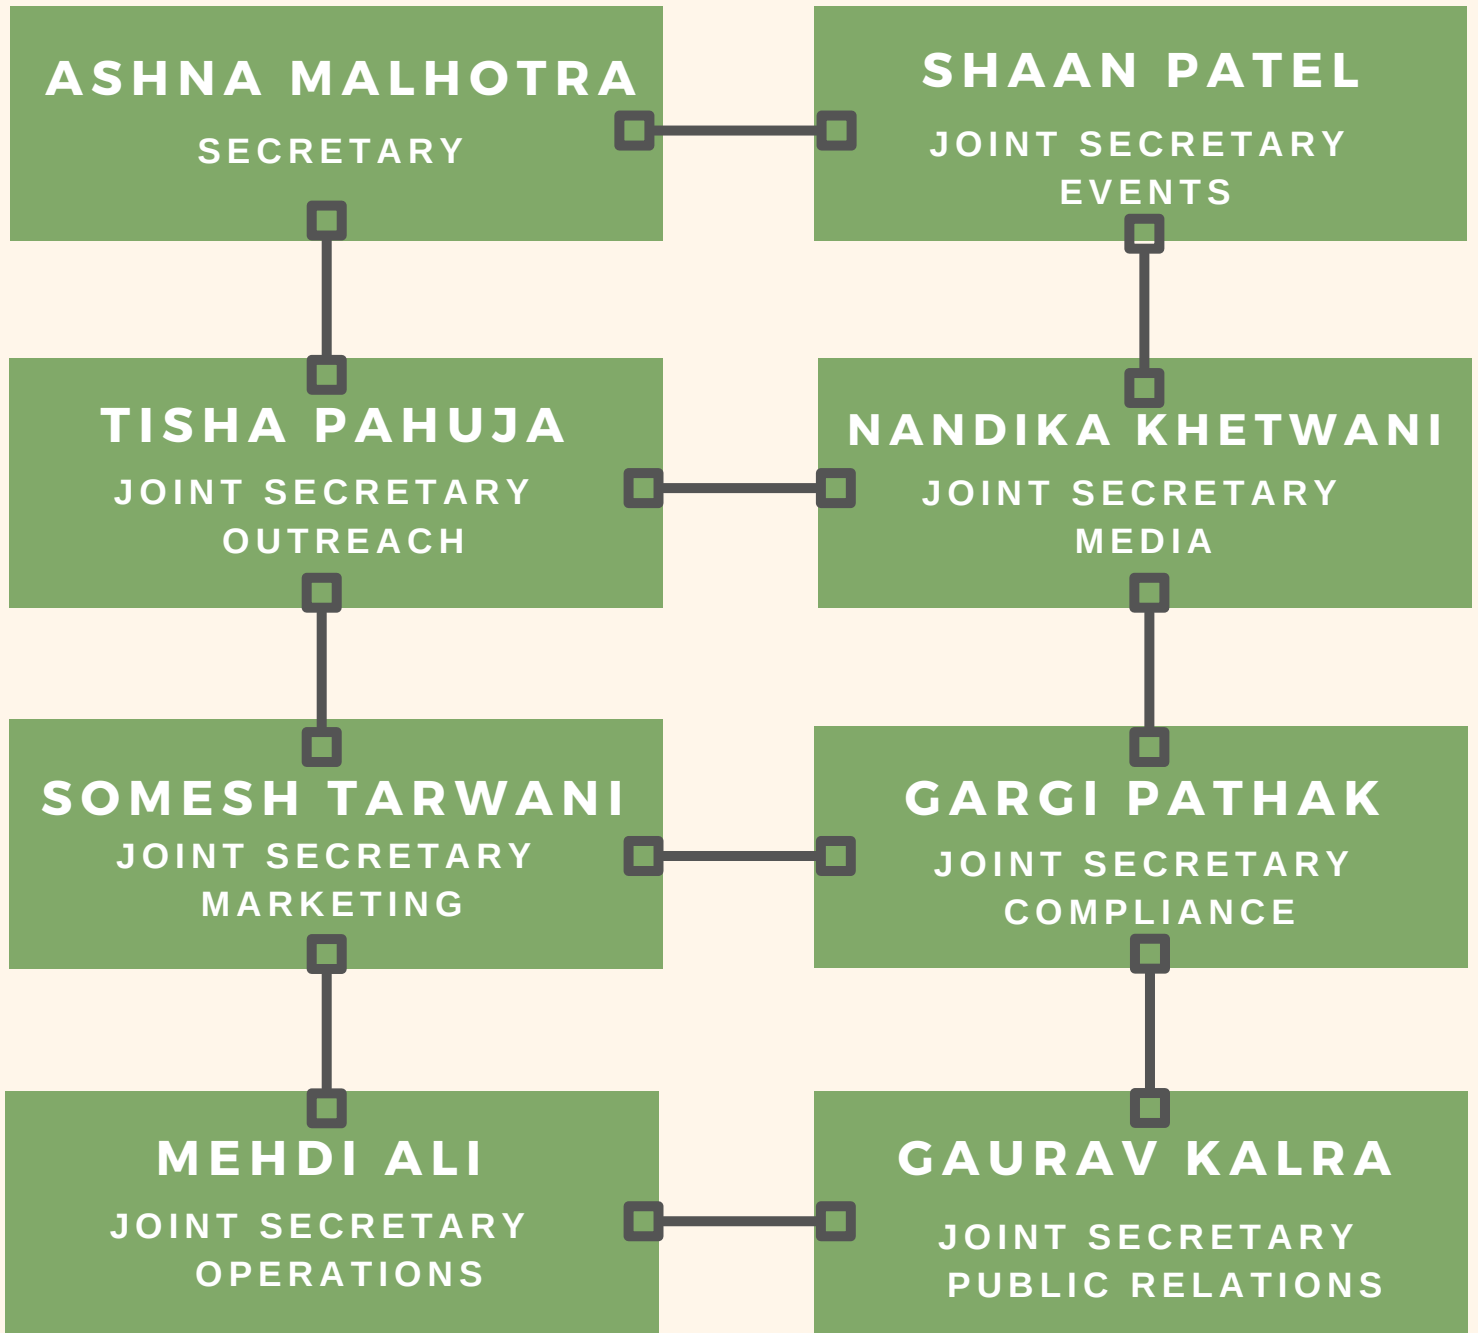 ASHNA MALHOTRA
SECRETARY
SHAAN PATEL
JOINT SECRETARY
EVENTS
TISHA PAHUJA
JOINT SECRETARY
OUTREACH
NANDIKA KHETWANI
JOINT SECRETARY
MEDIA
SOMESH TARWANI
JOINT SECRETARY
MARKETING
GARGI PATHAK
JOINT SECRETARY
COMPLIANCE
MEHDI ALI
JOINT SECRETARY
OPERATIONS
GAURAV KALRA
JOINT SECRETARY
PUBLIC RELATIONS